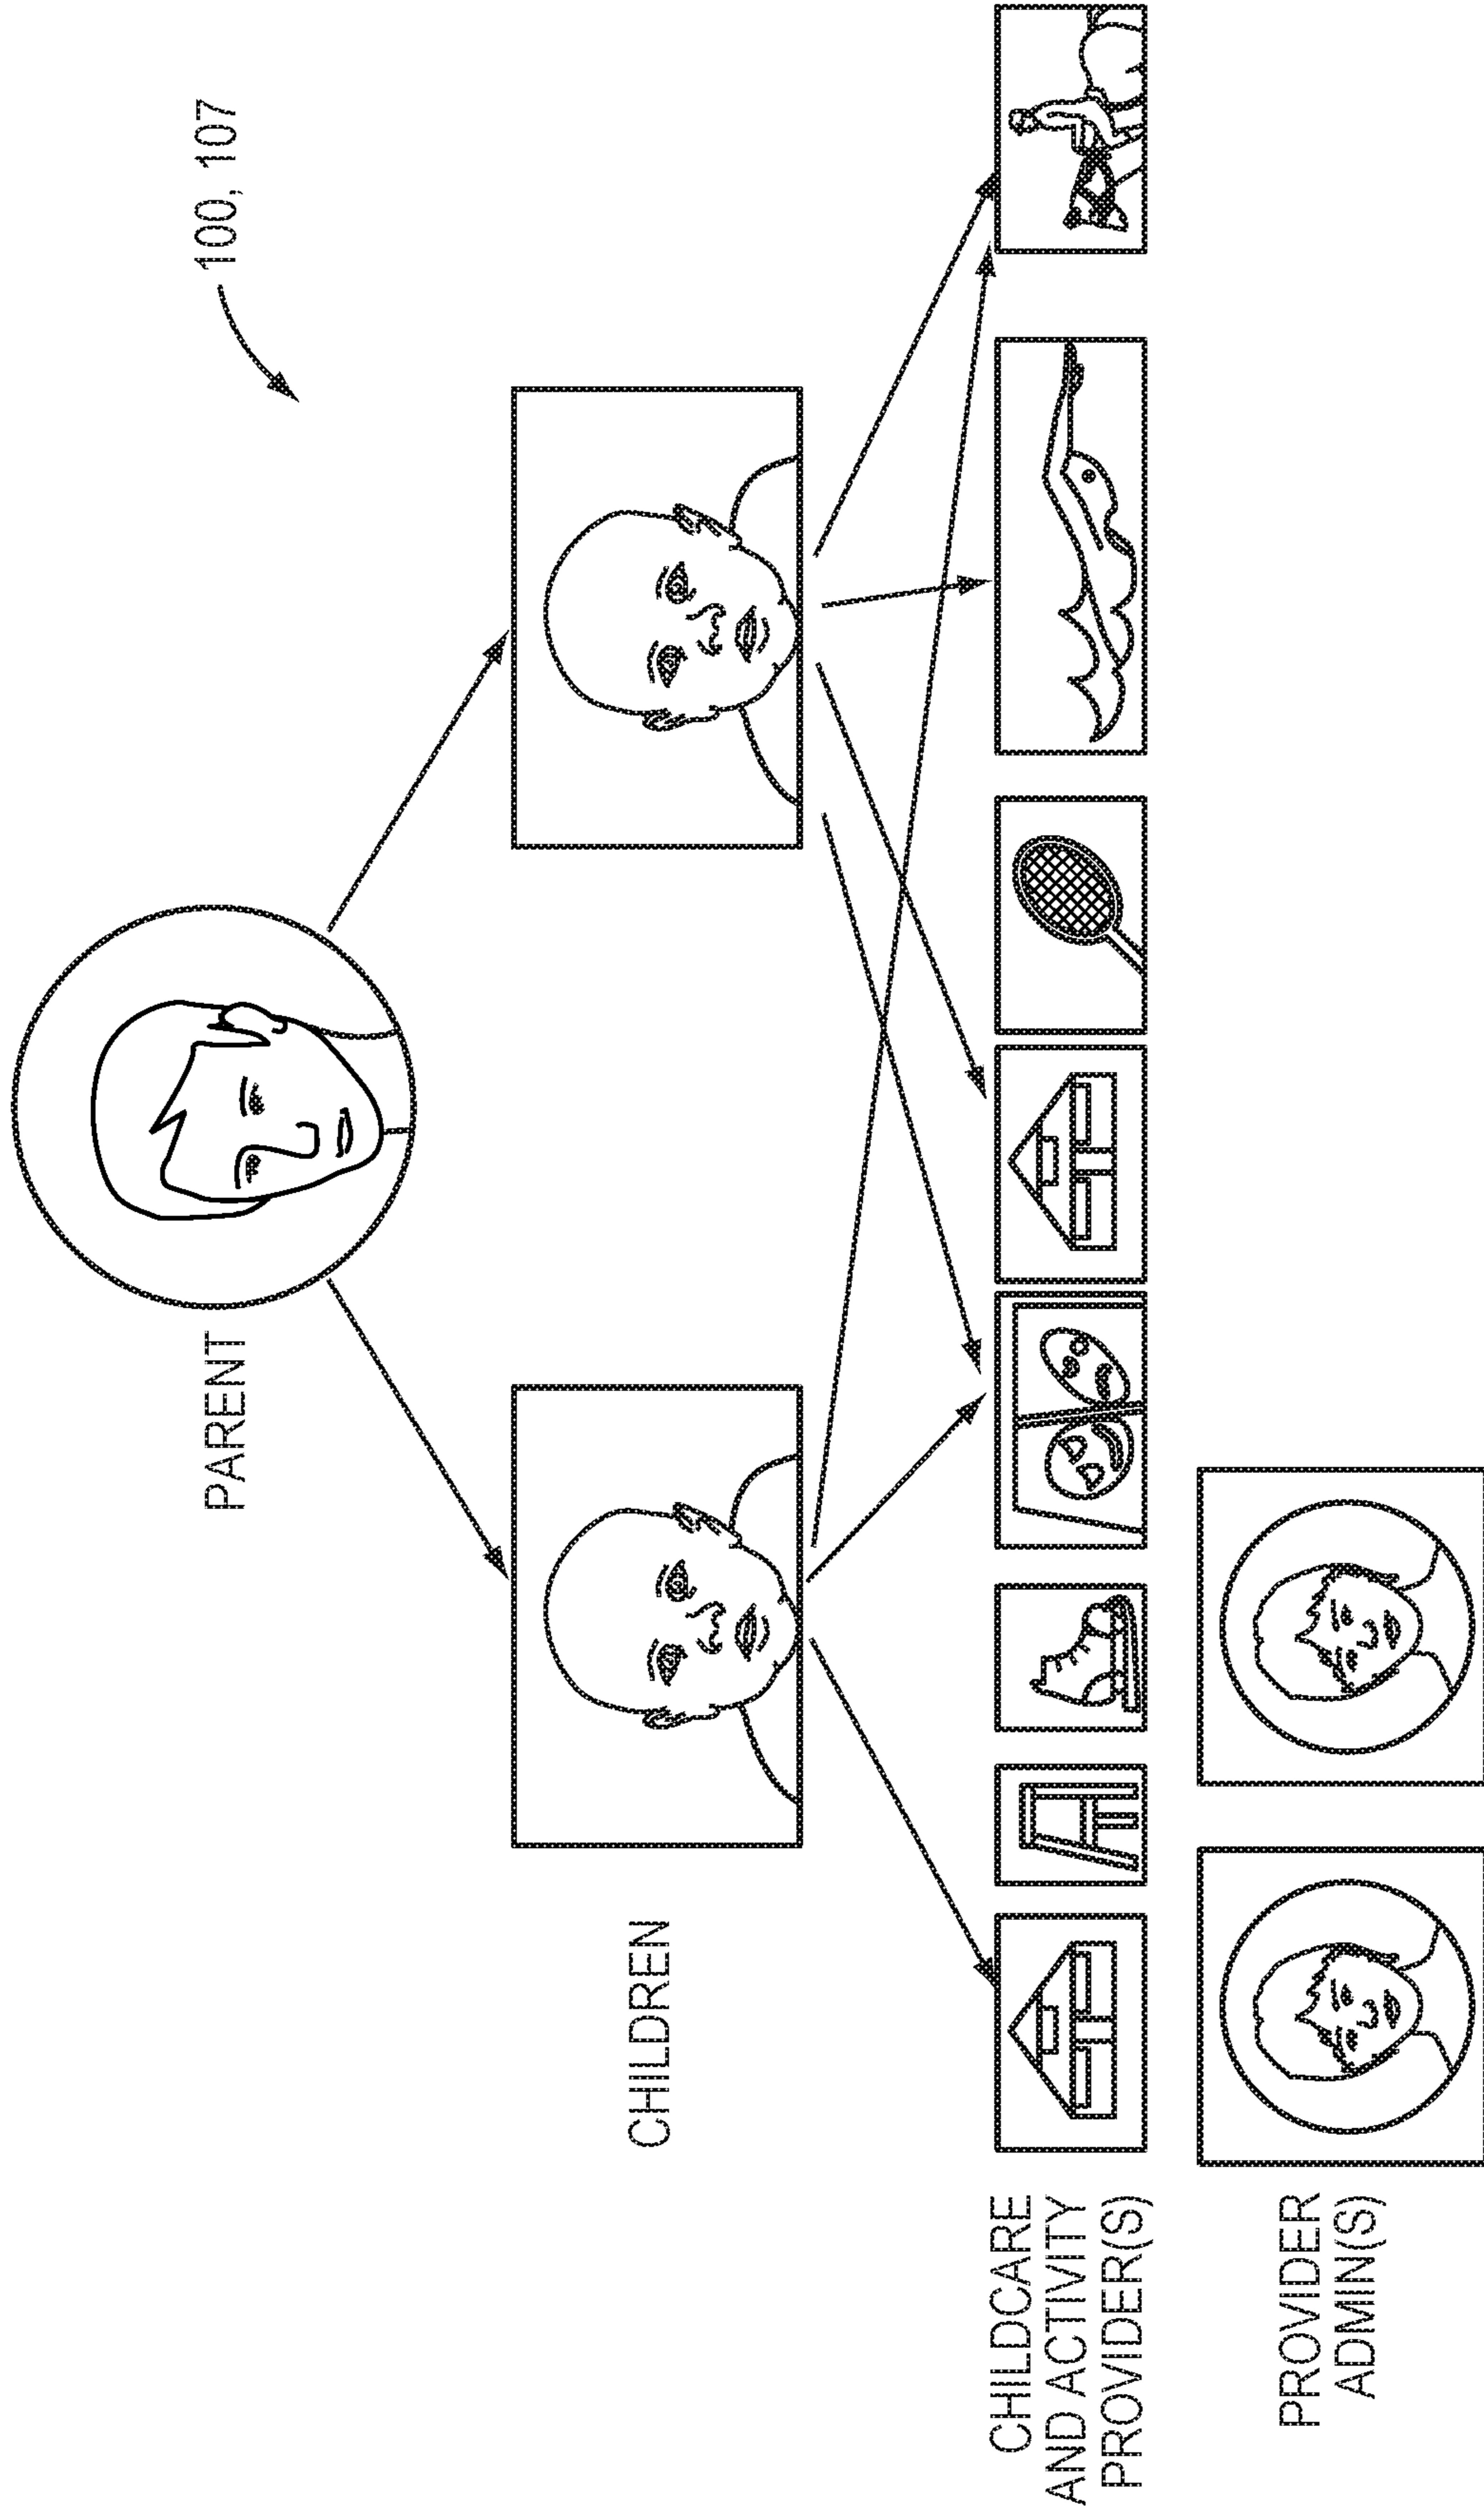 100, 107
PARENT
CHILDREN
CHILDCARE
AND ACTIVITY
PROVIDER(S)
PROVIDER
ADMIN(S)